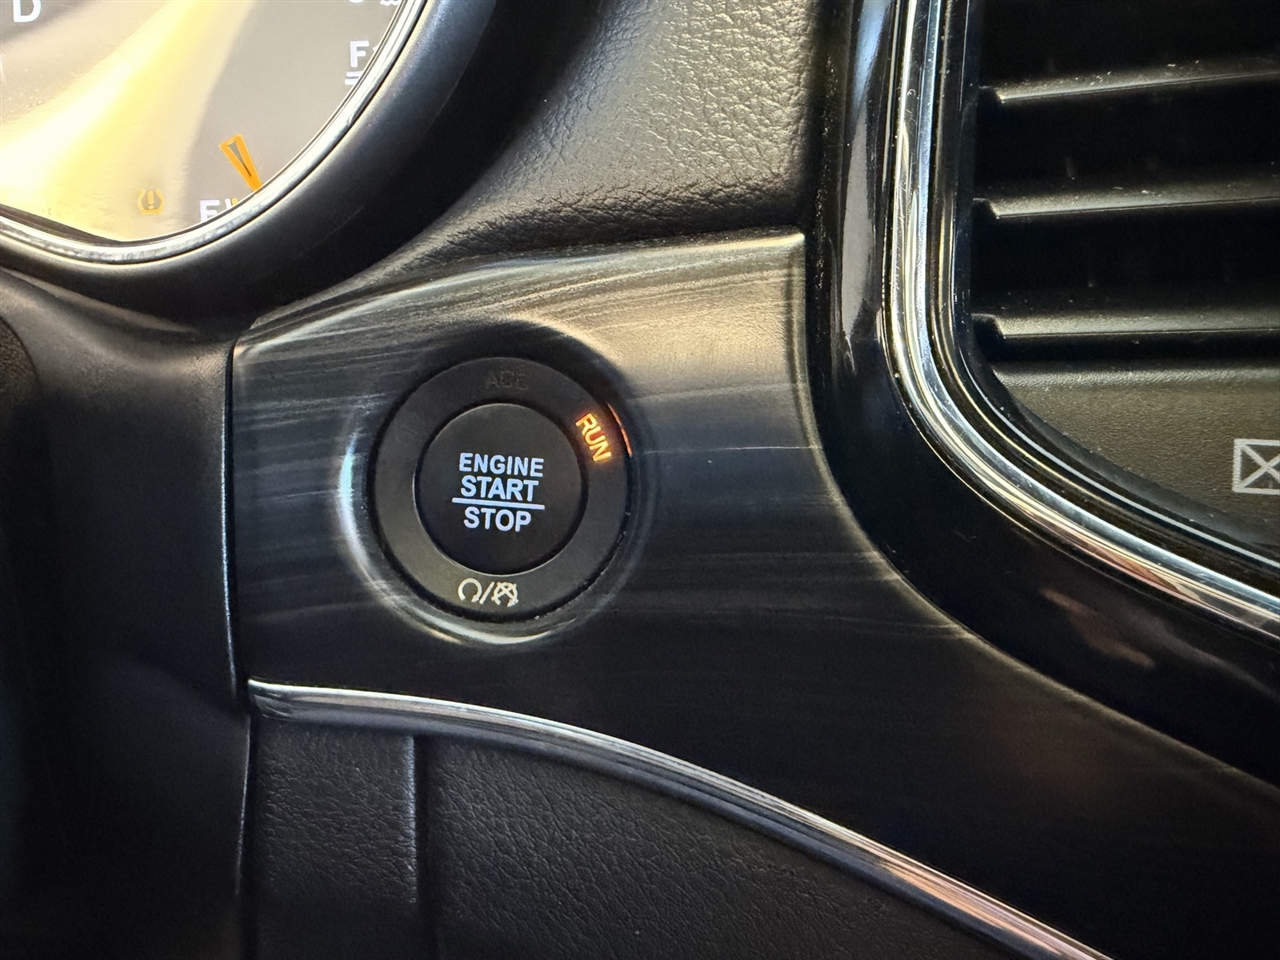 D
F
E
ACC
RUN
ENGINE
START
STOP